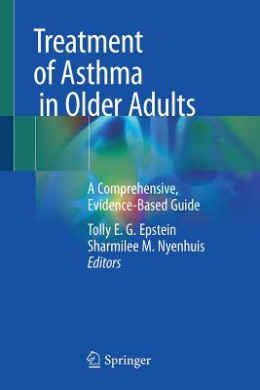 Treatment
of Asthma
in Older Adults
A Comprehensive,
Evidence-Based Guide
Tolly E. G. Epstein
Sharmilee M. Nyenhuis
Editors
Springer